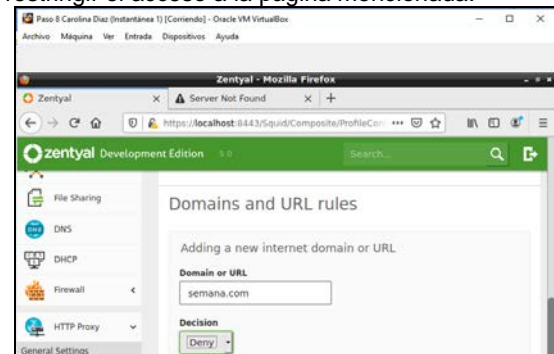 restringir el acceso a la página mencionada.
Paso 8 Carolina Diaz (Instantánea 1) [Corriendo] - Oracle VM VirtualBox
Archivo Máquina Ver Entrada Dispositivos Ayuda
Zentyal - Mozilla Firefox
Zentyal Server Not Found
https://localhost:8443/Squid/Composite/ProfileCon
zentyal Development Edition 5.0 Search...
File Sharing
Domains and URL rules
DNS
Adding a new internet domain or URL
DHCP
Domain or URL
Firewall
semana.com
Decision
HTTP Proxy
Deny
General Settings